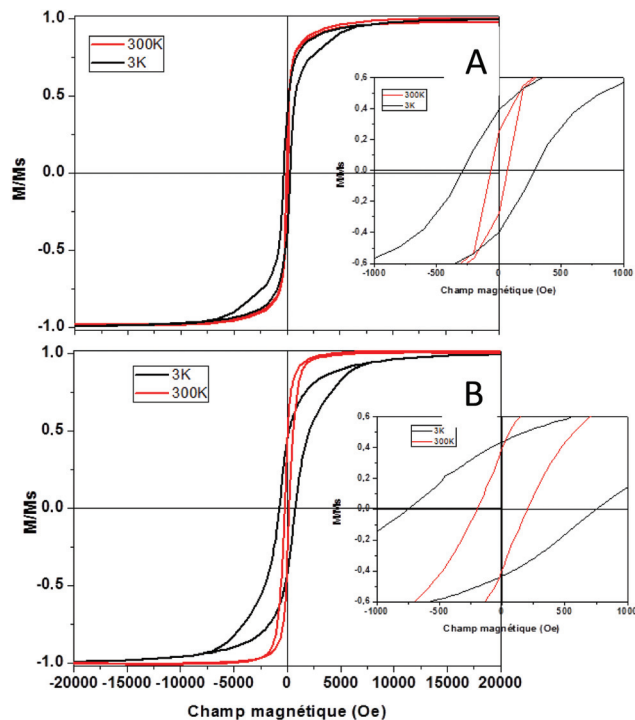 1.0
0.5
0.0
-0.5
-1.0
M/Ms
300K
3K
A
0,6
0,4
0,2
0,0
-0,2
-0,4
-0,6
M/Ms
300K
3K
-1000 -500 0 500 1000
Champ magnétique (Oe)
1.0
0.5
0.0
-0.5
-1.0
M/Ms
3K
300K
B
0,6
0,4
0,2
0,0
-0,2
-0,4
-0,6
M/Ms
3K
300K
-1000 -500 0 500 1000
Champ magnétique (Oe)
-20000 -15000 -10000 -5000 0 5000 10000 15000 20000
Champ magnétique (Oe)